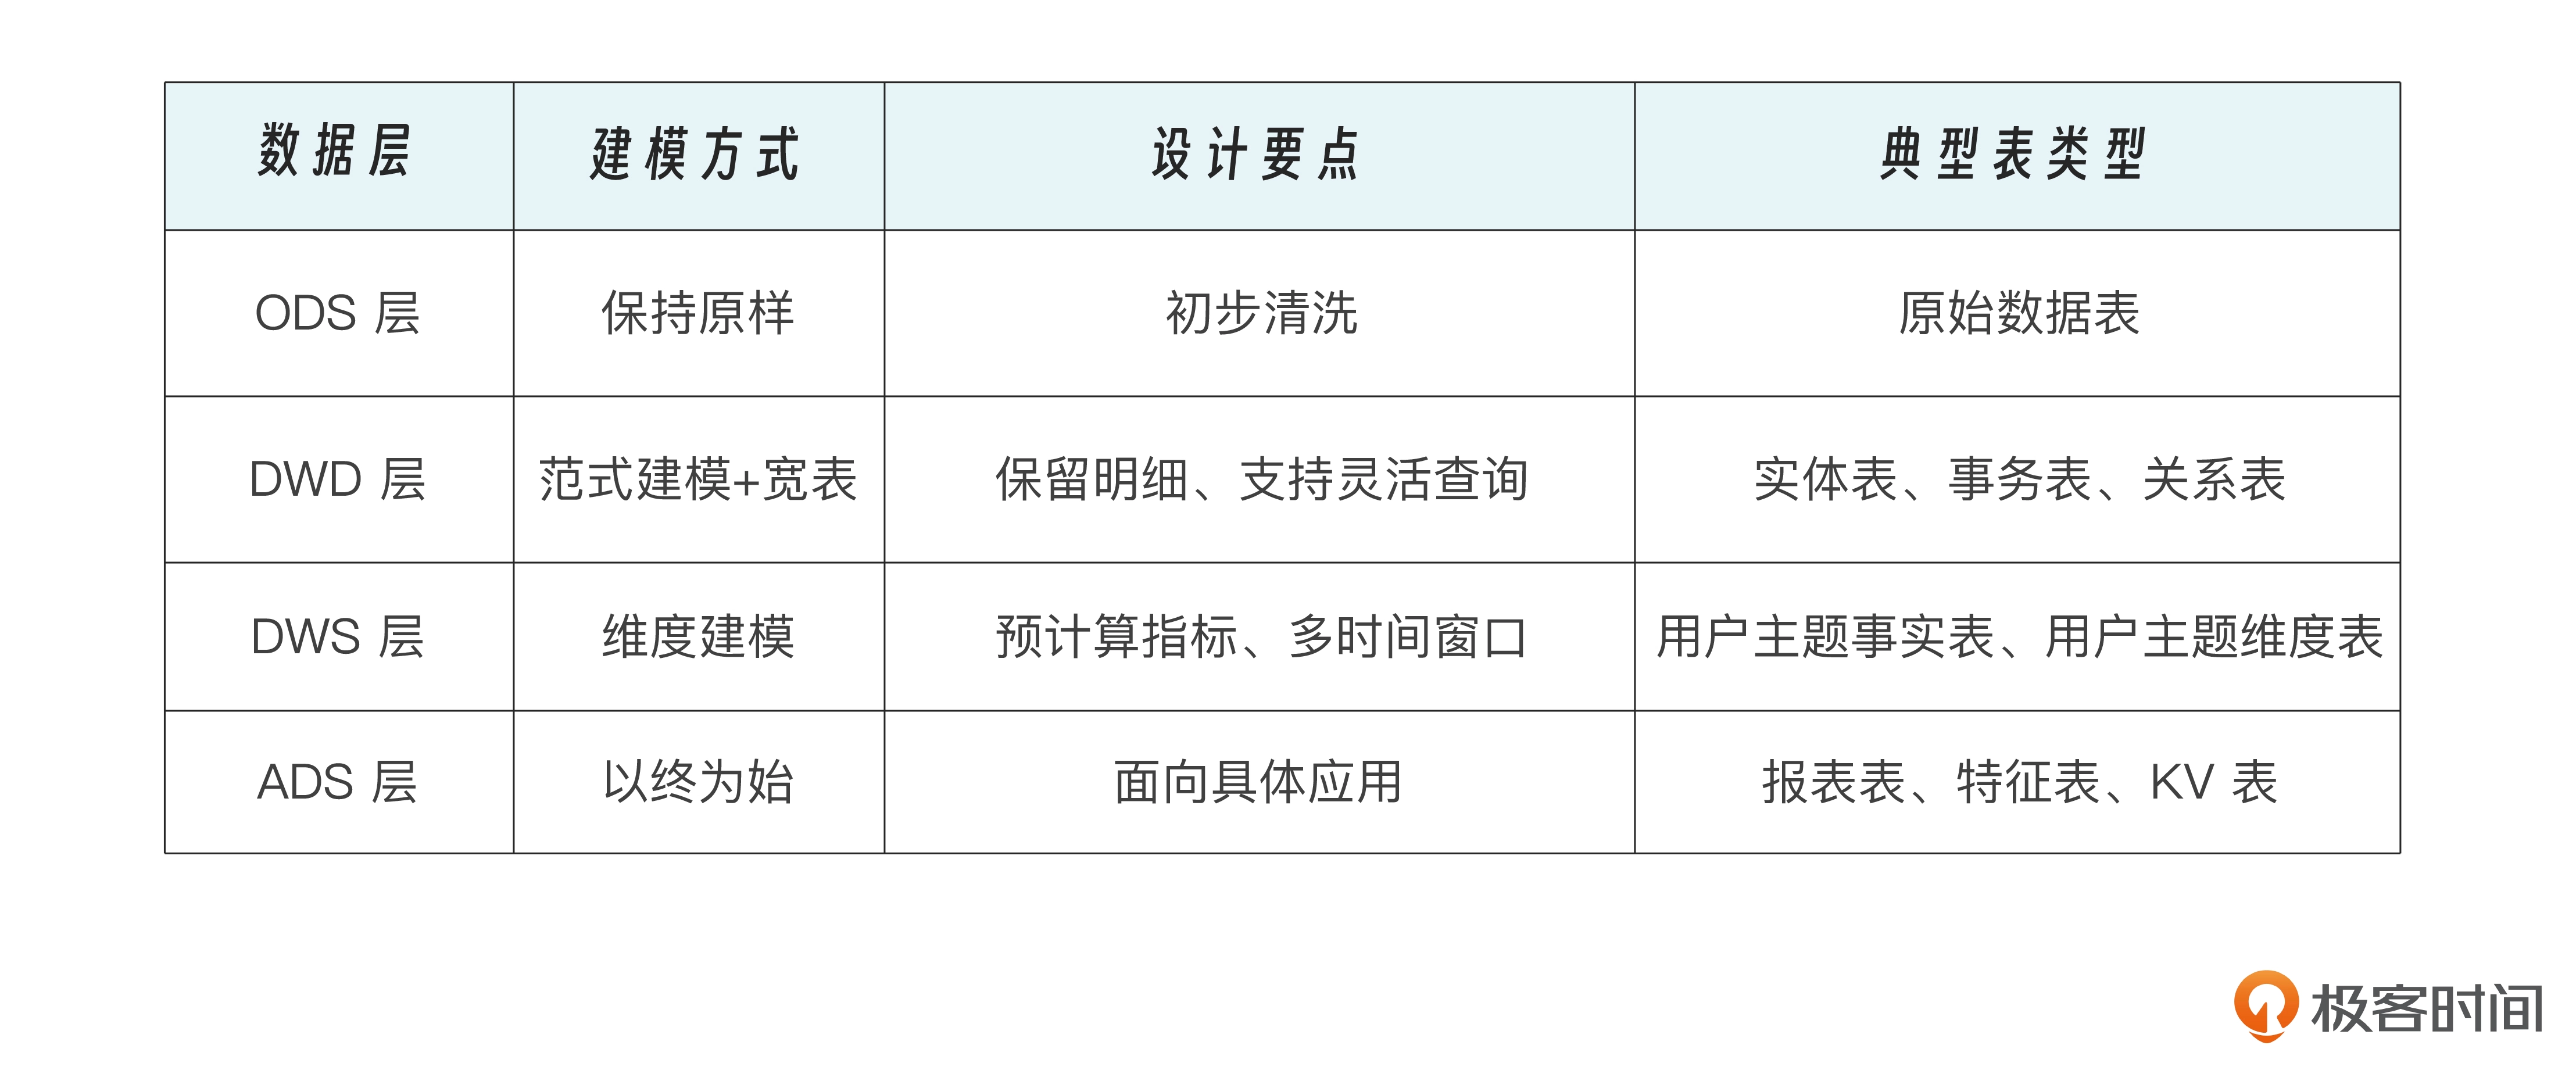 数据层 建模方式 设计要点 典型表类型
ODS 层 保持原样 初步清洗 原始数据表
DWD 层 范式建模+宽表 保留明细、支持灵活查询 实体表、事务表、关系表
DWS 层 维度建模 预计算指标、多时间窗口 用户主题事实表、用户主题维度表
ADS 层 以终为始 面向具体应用 报表表、特征表、KV 表
极客时间